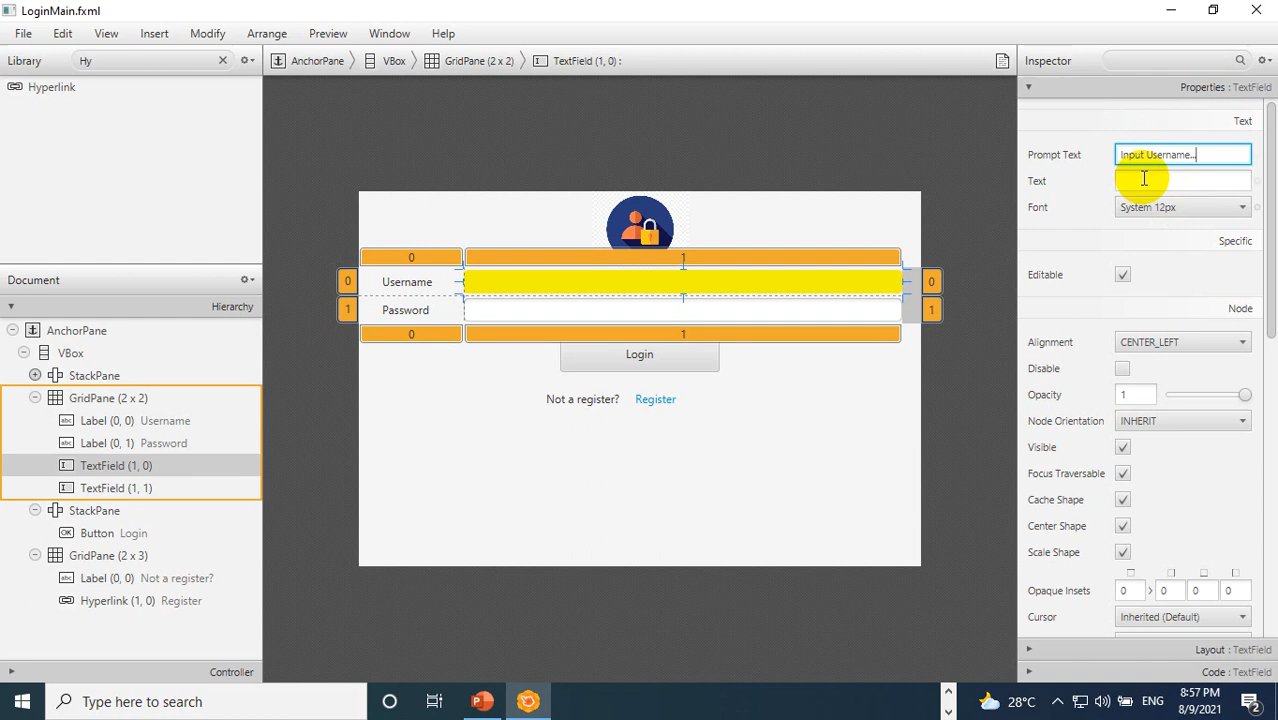 LoginMain.fxml
File Edit View Insert Modify Arrange Preview Window Help
Library Hy
Hyperlink
AnchorPane VBox GridPane (2 x 2) TextField (1, 0) :
0 1
0 Username 0
1 Password 1
0 1
Login
Not a register? Register
Document
Hierarchy
AnchorPane
VBox
StackPane
GridPane (2 x 2)
abc Label (0, 0) Username
abc Label (0, 1) Password
TextField (1, 0)
TextField (1, 1)
StackPane
OK Button Login
GridPane (2 x 3)
abc Label (0, 0) Not a register?
Hyperlink (1, 0) Register
Controller
Inspector
Properties : TextField
Text
Prompt Text Input Username...
Text
Font System 12px
Specific
Editable
Node
Alignment CENTER_LEFT
Disable
Opacity 1
Node Orientation INHERIT
Visible
Focus Traversable
Cache Shape
Center Shape
Scale Shape
Opaque Insets 0 0 0 0
Cursor Inherited (Default)
Layout : TextField
Code : TextField
Type here to search
28°C
ENG
8:57 PM
8/9/2021
2